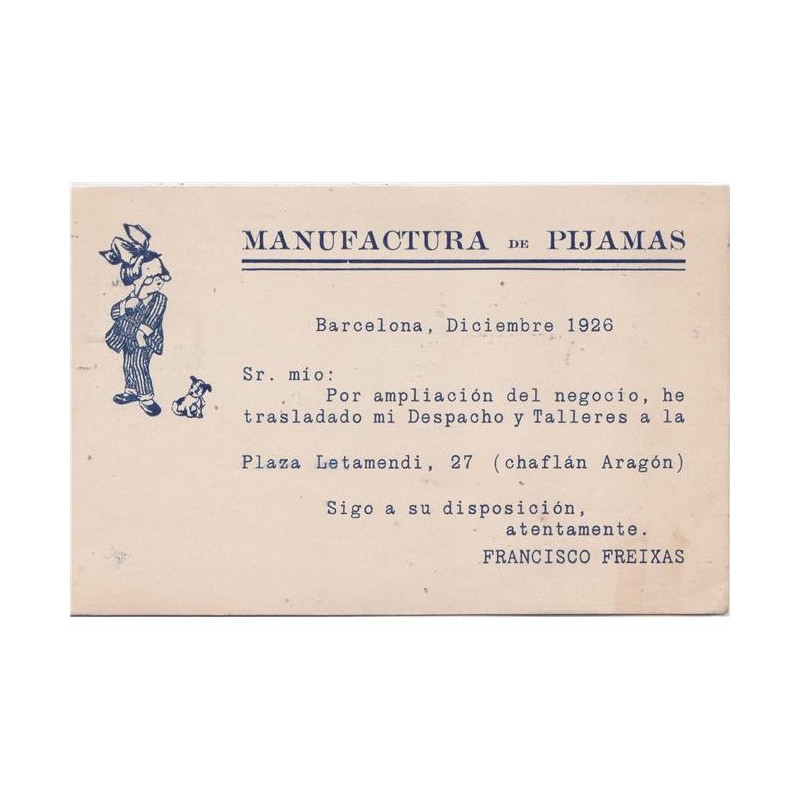 MANUFACTURA DE PIJAMAS
Barcelona, Diciembre 1926
Sr. mío:
Por ampliación del negocio, he
trasladado mi Despacho y Talleres a la
Plaza Letamendi, 27 (chaflán Aragón)
Sigo a su disposición,
atentamente.
FRANCISCO FREIXAS